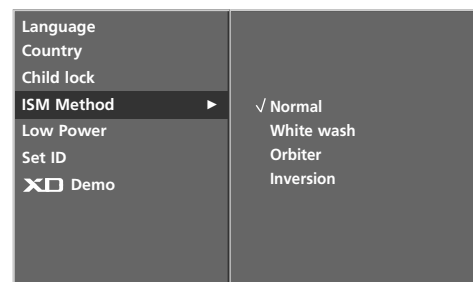 Language
Country
Child lock
ISM Method ►
Low Power
Set ID
XD Demo
√ Normal
White wash
Orbiter
Inversion